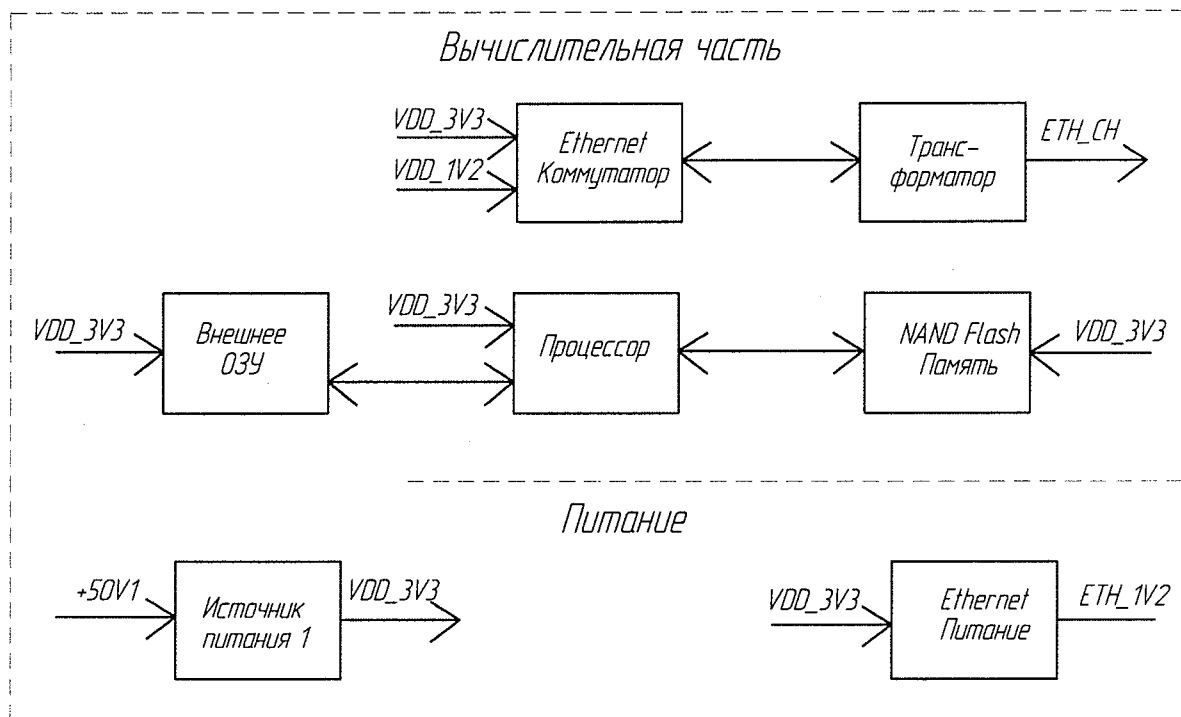 Вычислительная часть
VDD_3V3
VDD_1V2
Ethernet
Коммутатор
Транс-
форматор
ETH_CH
VDD_3V3
Внешнее
ОЗУ
VDD_3V3
Процессор
NAND Flash
Память
VDD_3V3
Питание
+50V1
Источник
питания 1
VDD_3V3
VDD_3V3
Ethernet
Питание
ETH_1V2